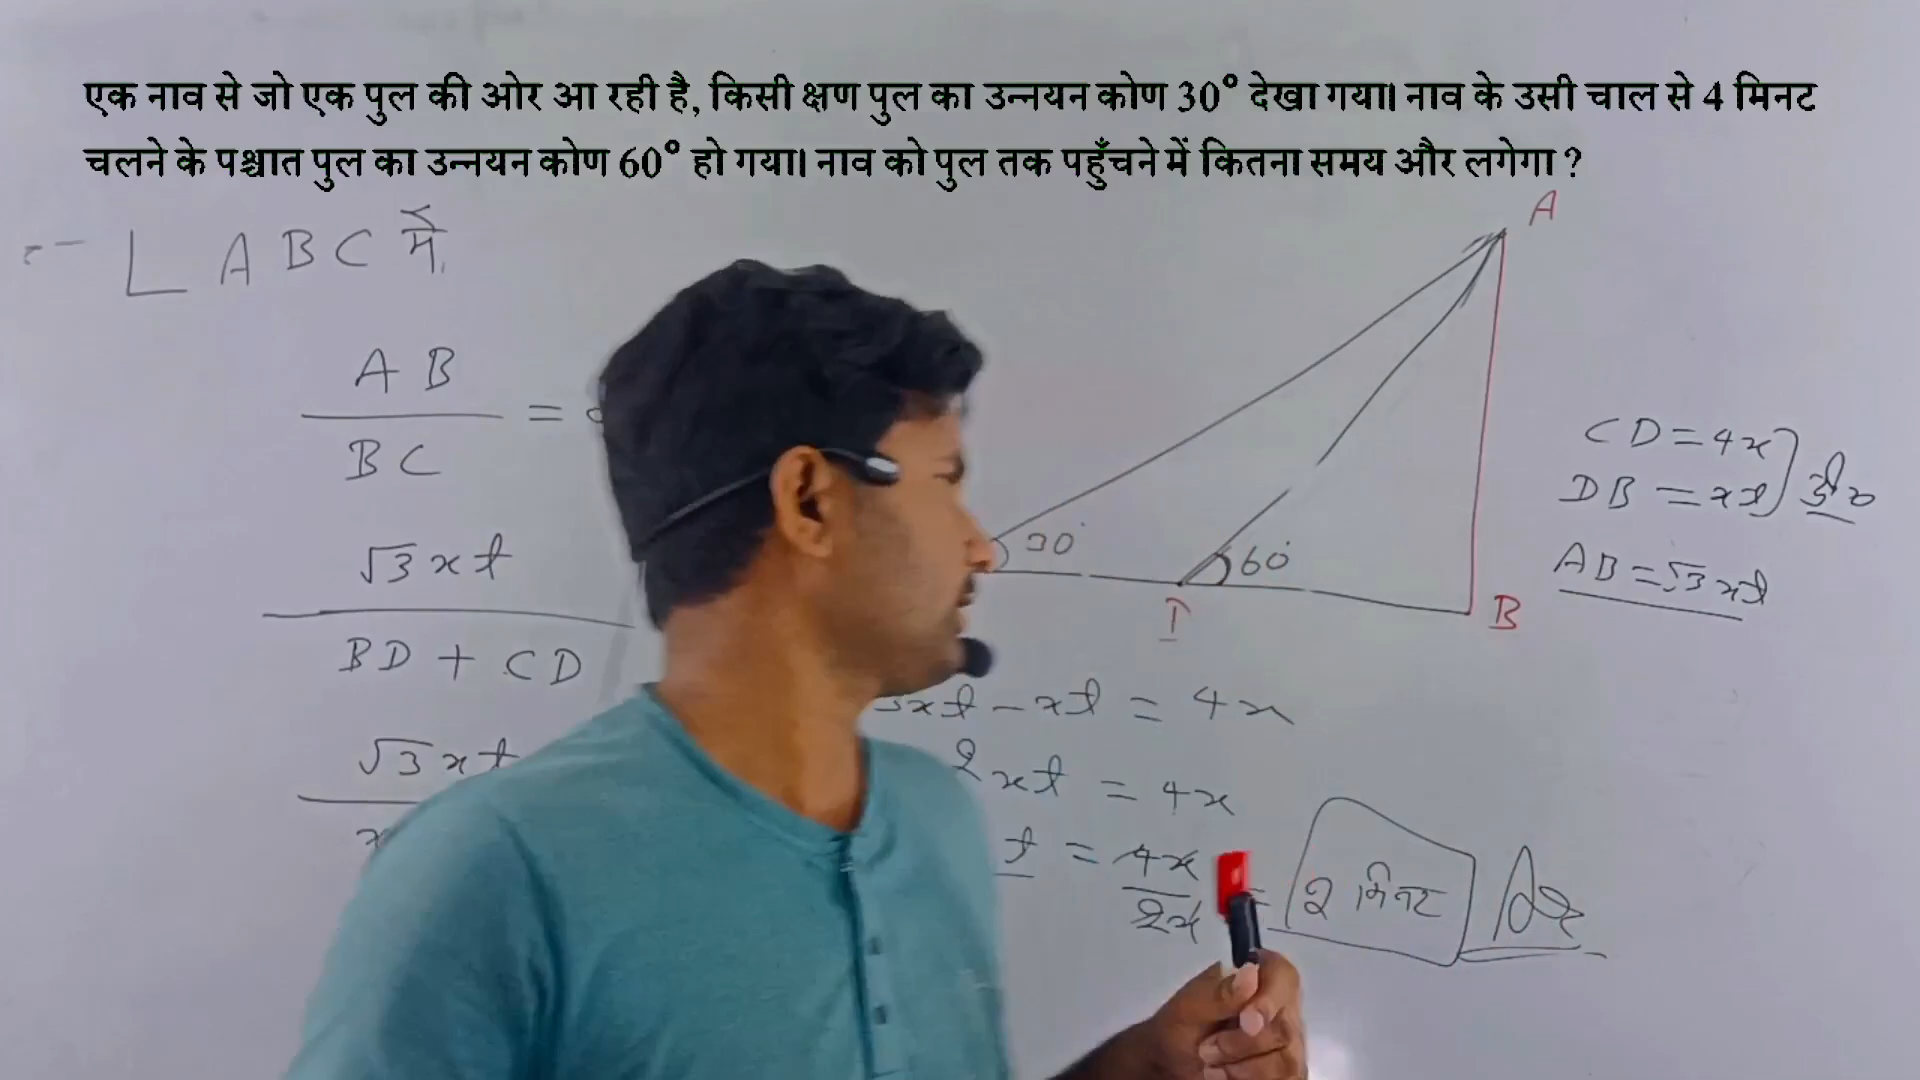 एक नाव से जो एक पुल की ओर आ रही है, किसी क्षण पुल का उन्नयन कोण 30° देखा गया। नाव के उसी चाल से 4 मिनट
चलने के पश्चात पुल का उन्नयन कोण 60° हो गया। नाव को पुल तक पहुँचने में कितना समय और लगेगा ?
∟ ABC में
AB
BC =
√3xt
BD + CD
√3xt
x
A
30°
60°
D
B
CD = 4x
DB = xt
AB = √3xt
3xt - xt = 4x
2xt = 4x
t = 4x
2x
= 2 मिनट